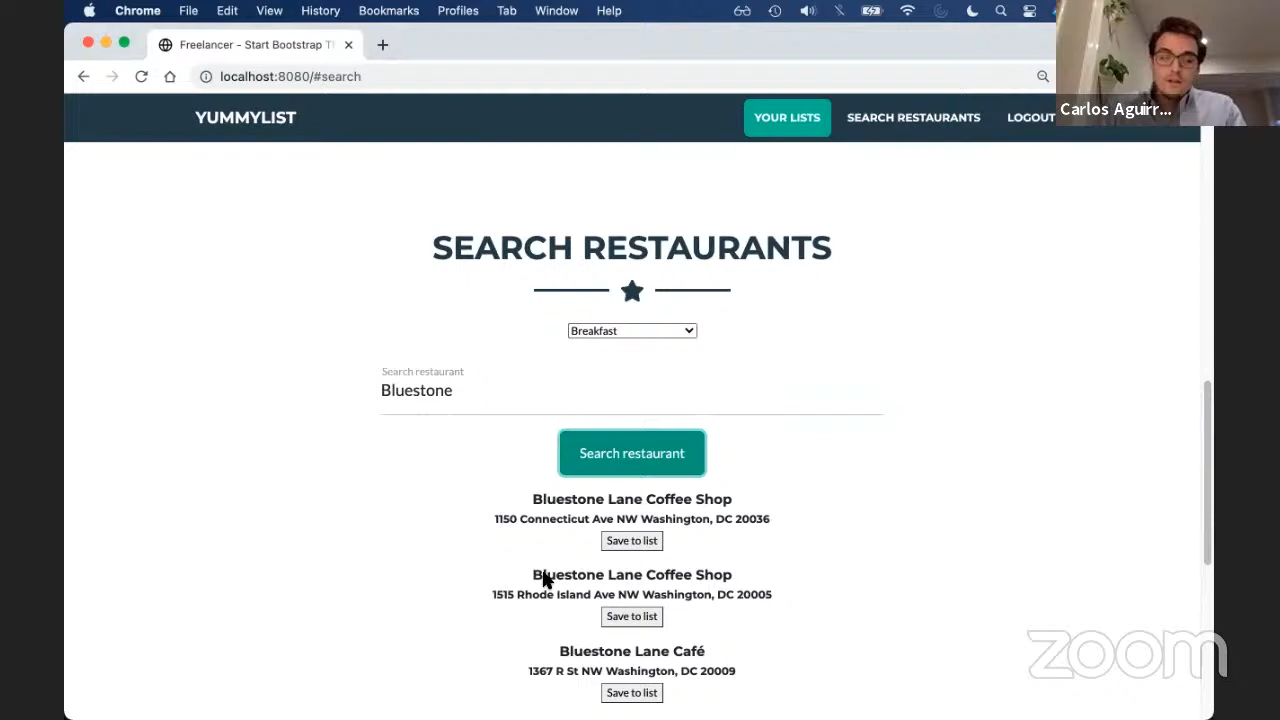 Chrome File Edit View History Bookmarks Profiles Tab Window Help
Freelancer - Start Bootstrap Th
localhost:8080/#search
Carlos Aguirr...
YUMMYLIST
YOUR LISTS
SEARCH RESTAURANTS
LOGOUT
SEARCH RESTAURANTS
Breakfast
Search restaurant
Bluestone
Search restaurant
Bluestone Lane Coffee Shop
1150 Connecticut Ave NW Washington, DC 20036
Save to list
Bluestone Lane Coffee Shop
1515 Rhode Island Ave NW Washington, DC 20005
Save to list
Bluestone Lane Café
1367 R St NW Washington, DC 20009
Save to list
zoom